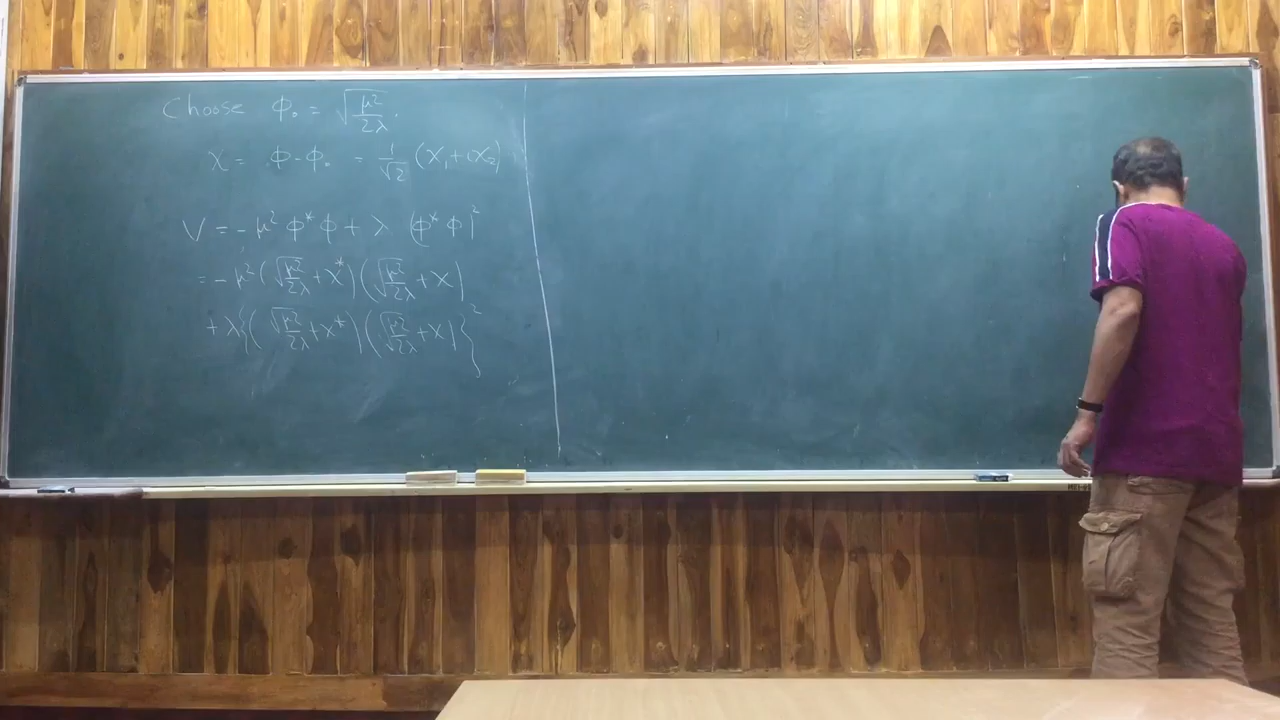 Choose φ₀ = √(μ²/2λ).
χ = φ-φ₀ = 1/√2 (χ₁+iχ₂)
V = -μ² φ* φ + λ (φ* φ)²
= -μ² (√(μ²/2λ) + χ*) (√(μ²/2λ) + χ)
+ λ{(√(μ²/2λ) + χ*) (√(μ²/2λ) + χ)}²